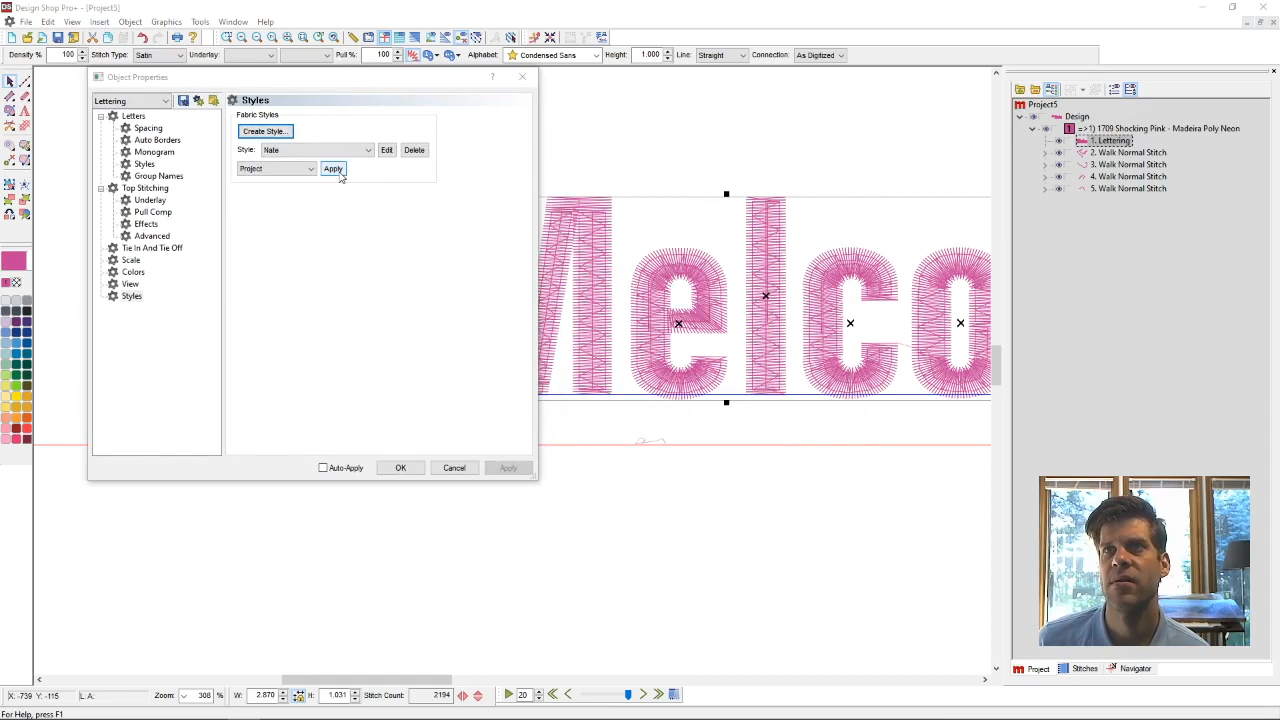 Design Shop Pro+ - [Project5]
File Edit View Insert Object Graphics Tools Window Help
Density % 100 Stitch Type: Satin Underlay: Pull % 100 Alphabet: Condensed Sans Height: 1.000 Line: Straight Connection: As Digitized
Object Properties
Lettering
Letters
Spacing
Auto Borders
Monogram
Styles
Group Names
Top Stitching
Underlay
Pull Comp
Effects
Advanced
Tie In And Tie Off
Scale
Colors
View
Styles
Styles
Fabric Styles
Create Style...
Style: Nate Edit Delete
Project Apply
Auto-Apply OK Cancel Apply
Welco
Project5
Design
1 =>1) 1709 Shocking Pink - Madeira Poly Neon
1. Lettering
2. Walk Normal Stitch
3. Walk Normal Stitch
4. Walk Normal Stitch
5. Walk Normal Stitch
Project Stitches Navigator
X: -739 Y: -115 L: A: Zoom: 308 % W: 2.870 H: 1.031 Stitch Count: 2194 20
For Help, press F1